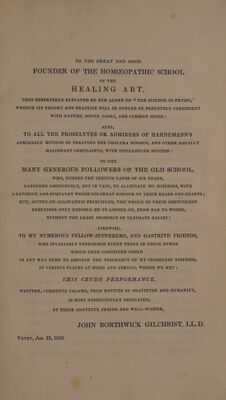 TO THE GREAT AND GOOD
FOUNDER OF THE HOMŒOPATHIC SCHOOL
OF THE
HEALING ART,
THUS DESERVEDLY ELEVATED BY HIM ALONE TO "THE SCIENCE OF PHYSIC,"
WHENCE ITS THEORY AND PRACTICE WILL IN FUTURE BE PERFECTLY CONSISTENT
WITH NATURE, SOUND LOGIC, AND COMMON SENSE:
ALSO,
TO ALL THE PROSELYTES OR ADMIRERS OF HAHNEMANN'S
ADMIRABLE METHOD OF TREATING THE CHOLERA MORBUS, AND OTHER EQUALLY
MALIGNANT COMPLAINTS, WITH UNEXAMPLED SUCCESS:
TO THE
MANY GENEROUS FOLLOWERS OF THE OLD SCHOOL,
WHO, DURING THE TEDIOUS LAPSE OF SIX YEARS,
LABORED ASSIDUOUSLY, BUT IN VAIN, TO ALLEVIATE MY MISERIES, WITH
A PATIENCE AND SYMPATHY WHICH DID GREAT HONOUR TO THEIR HEADS AND HEARTS;
BUT, ACTING ON ALLOPATHIC PRINCIPLES, THE WHOLE OF THEIR BENEVOLENT
EXERTIONS ONLY IMPELLED ME TO LINGER ON, FROM BAD TO WORSE,
WITHOUT THE LEAST PROSPECT OF ULTIMATE RELIEF:
LIKEWISE,
TO MY NUMEROUS FELLOW-SUFFERERS, AND GASTRITE FRIENDS,
WHO INVARIABLY TENDERED EVERY THING IN THEIR POWER
WHICH THEY CONCEIVED COULD
IN ANY WAY TEND TO ASSUAGE THE POIGNANCY OF MY CEASELESS DISTRESS,
IN VARIOUS PLACES AT HOME AND ABROAD, WHERE WE MET:
THIS CRUDE PERFORMANCE,
WRITTEN, CURRENTE CALAMO, FROM MOTIVES OF GRATITUDE AND HUMANITY,
IS MOST RESPECTFULLY DEDICATED,
BY THEIR GRATEFUL FRIEND AND WELL-WISHER,
JOHN BORTHWICK GILCHRIST, LL.D.
VEVEY, JAN. 1833.